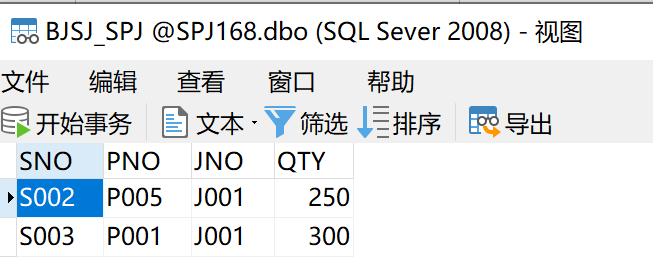 BJSJ_SPJ @SPJ168.dbo (SQL Sever 2008) - 视图
文件 编辑 查看 窗口 帮助
开始事务 文本 筛选 排序 导出
SNO PNO JNO QTY
S002 P005 J001 250
S003 P001 J001 300